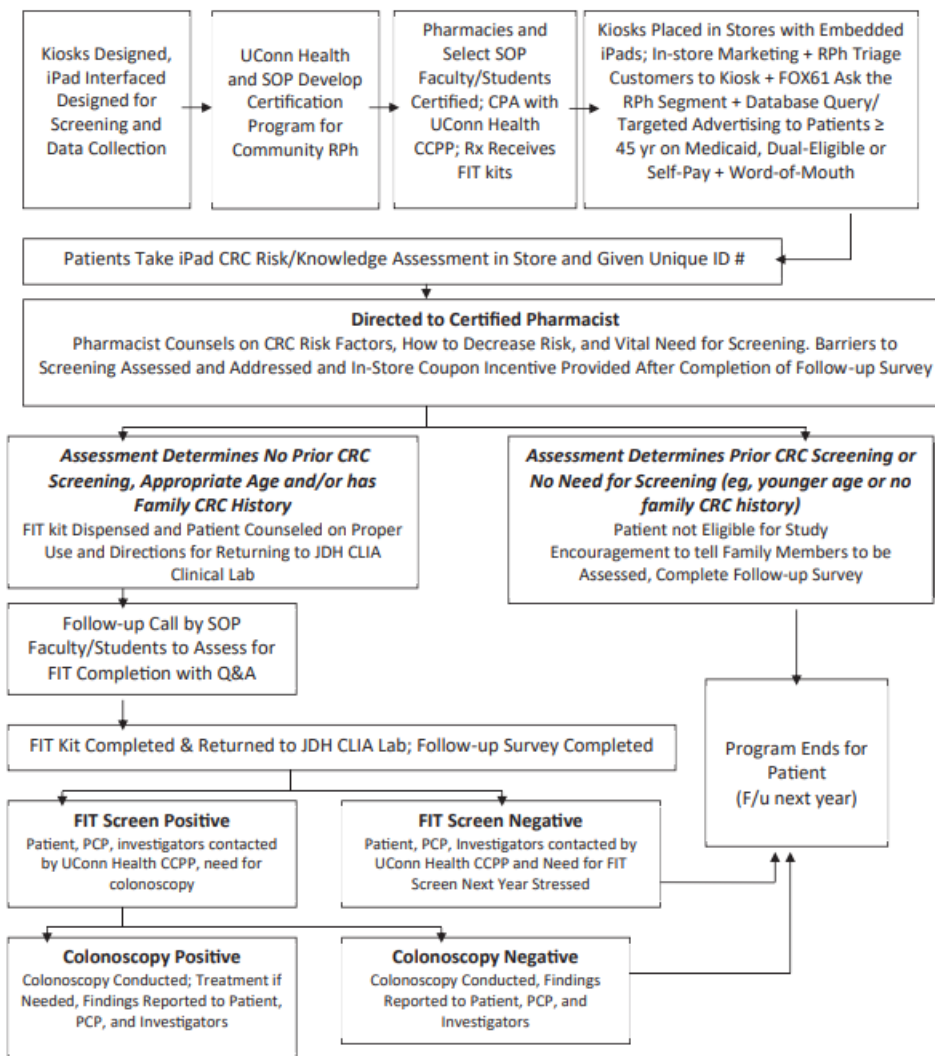 Kiosks Designed,
iPad Interfaced
Designed for
Screening and
Data Collection
UConn Health
and SOP Develop
Certification
Program for
Community RPh
Pharmacies and
Select SOP
Faculty/Students
Certified; CPA with
UConn Health
CCPP; Rx Receives
FIT kits
Kiosks Placed in Stores with Embedded
iPads; In-store Marketing + RPh Triage
Customers to Kiosk + FOX61 Ask the
RPh Segment + Database Query/
Targeted Advertising to Patients ≥
45 yr on Medicaid, Dual-Eligible or
Self-Pay + Word-of-Mouth
Patients Take iPad CRC Risk/Knowledge Assessment in Store and Given Unique ID #
Directed to Certified Pharmacist
Pharmacist Counsels on CRC Risk Factors, How to Decrease Risk, and Vital Need for Screening. Barriers to
Screening Assessed and Addressed and In-Store Coupon Incentive Provided After Completion of Follow-up Survey
Assessment Determines No Prior CRC
Screening, Appropriate Age and/or has
Family CRC History
FIT kit Dispensed and Patient Counseled on Proper
Use and Directions for Returning to JDH CLIA
Clinical Lab
Assessment Determines Prior CRC Screening or
No Need for Screening (eg, younger age or no
family CRC history)
Patient not Eligible for Study
Encouragement to tell Family Members to be
Assessed, Complete Follow-up Survey
Follow-up Call by SOP
Faculty/Students to Assess for
FIT Completion with Q&A
FIT Kit Completed & Returned to JDH CLIA Lab; Follow-up Survey Completed
Program Ends for
Patient
(F/u next year)
FIT Screen Positive
Patient, PCP, investigators contacted
by UConn Health CCPP, need for
colonoscopy
FIT Screen Negative
Patient, PCP, Investigators contacted by
UConn Health CCPP and Need for FIT
Screen Next Year Stressed
Colonoscopy Positive
Colonoscopy Conducted; Treatment if
Needed, Findings Reported to Patient,
PCP, and Investigators
Colonoscopy Negative
Colonoscopy Conducted, Findings
Reported to Patient, PCP, and
Investigators